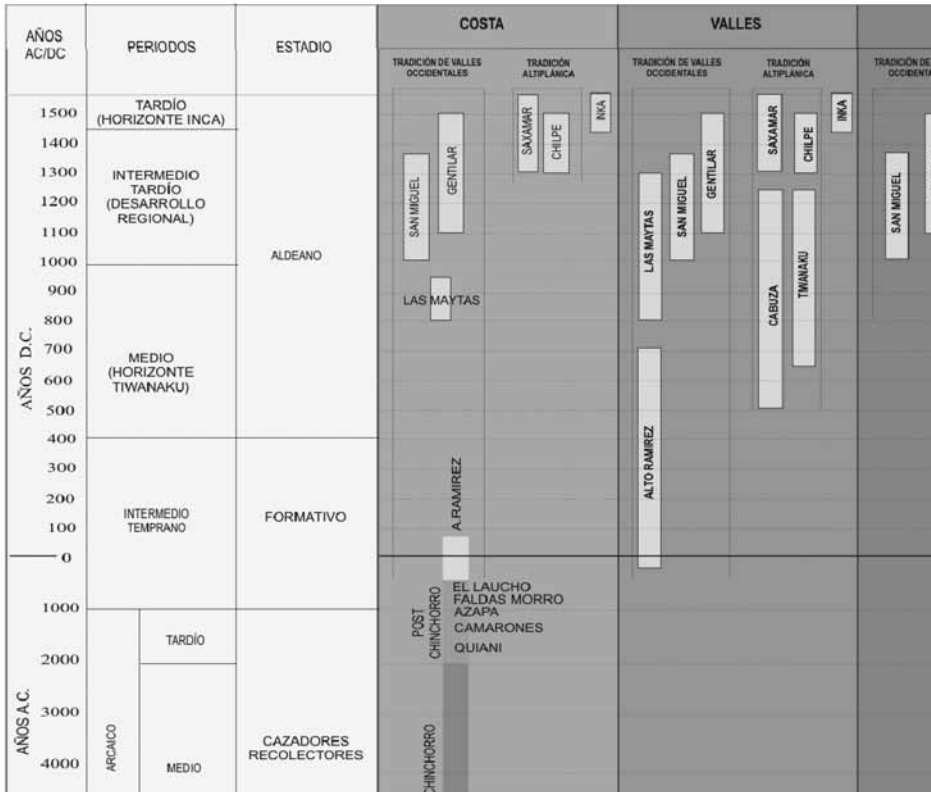 AÑOS
AC/DC
PERIODOS
ESTADIO
COSTA
VALLES
TRADICIÓN DE VALLES
OCCIDENTALES
TRADICIÓN
ALTIPLÁNICA
TRADICIÓN DE VALLES
OCCIDENTALES
TRADICIÓN
ALTIPLÁNICA
TRADICIÓN DE
OCCIDENTA
AÑOS D.C.
1500
1400
1300
1200
1100
1000
900
800
700
600
500
400
300
200
100
0
AÑOS A.C.
1000
2000
3000
4000
TARDÍO
(HORIZONTE INCA)
INTERMEDIO
TARDÍO
(DESARROLLO
REGIONAL)
MEDIO
(HORIZONTE
TIWANAKU)
INTERMEDIO
TEMPRANO
ARCAICO
TARDÍO
MEDIO
ALDEANO
FORMATIVO
CAZADORES
RECOLECTORES
SAN MIGUEL
GENTILAR
LAS MAYTAS
SAXAMAR
CHILPE
INKA
A.RAMIREZ
POST
CHINCHORRO
EL LAUCHO
FALDAS MORRO
AZAPA
CAMARONES
QUIANI
CHINCHORRO
LAS MAYTAS
SAN MIGUEL
GENTILAR
ALTO RAMIREZ
SAXAMAR
CHILPE
INKA
CABUZA
TIWANAKU
SAN MIGUEL